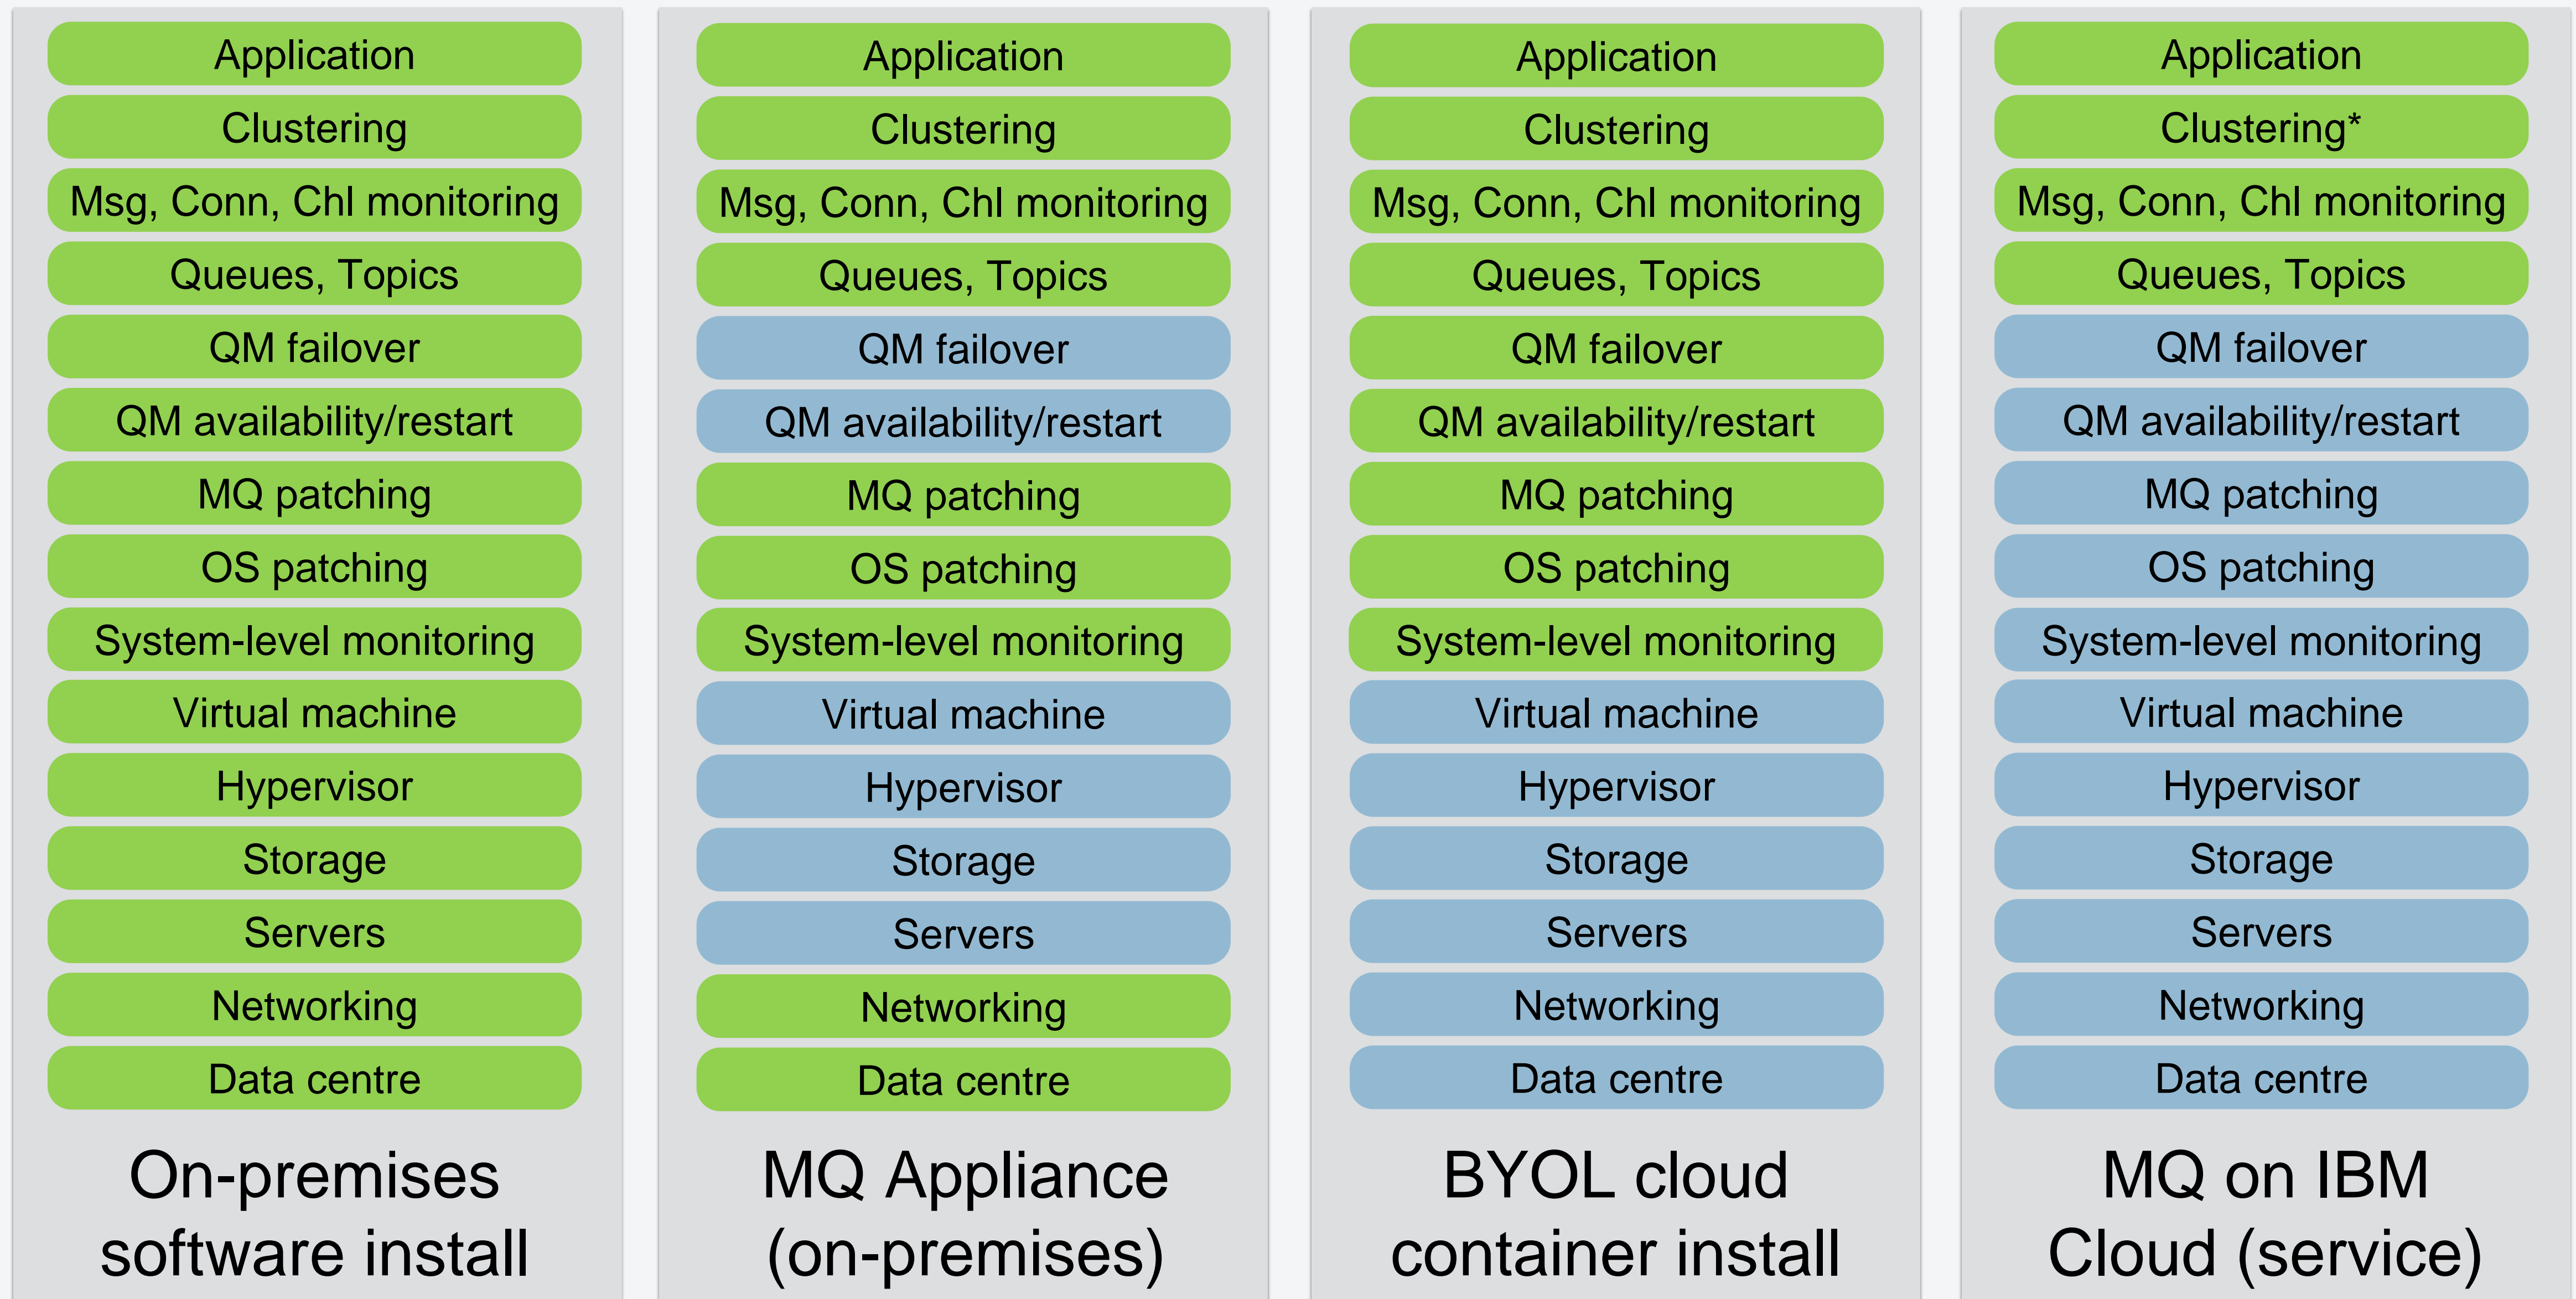 Application
Clustering
Msg, Conn, Chl monitoring
Queues, Topics
QM failover
QM availability/restart
MQ patching
OS patching
System-level monitoring
Virtual machine
Hypervisor
Storage
Servers
Networking
Data centre
On-premises
software install
Application
Clustering
Msg, Conn, Chl monitoring
Queues, Topics
QM failover
QM availability/restart
MQ patching
OS patching
System-level monitoring
Virtual machine
Hypervisor
Storage
Servers
Networking
Data centre
MQ Appliance
(on-premises)
Application
Clustering
Msg, Conn, Chl monitoring
Queues, Topics
QM failover
QM availability/restart
MQ patching
OS patching
System-level monitoring
Virtual machine
Hypervisor
Storage
Servers
Networking
Data centre
BYOL cloud
container install
Application
Clustering*
Msg, Conn, Chl monitoring
Queues, Topics
QM failover
QM availability/restart
MQ patching
OS patching
System-level monitoring
Virtual machine
Hypervisor
Storage
Servers
Networking
Data centre
MQ on IBM
Cloud (service)